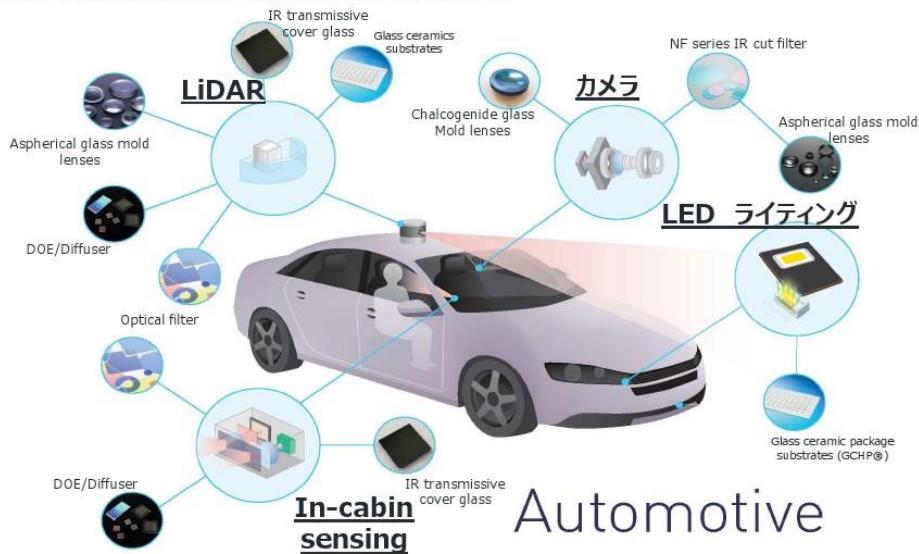 IR transmissive
cover glass
Glass ceramics
substrates
LiDAR
Aspherical glass mold
lenses
DOE/Diffuser
Optical filter
カメラ
NF series IR cut filter
Chalcogenide glass
Mold lenses
Aspherical glass mold
lenses
LED ライティング
Glass ceramic package
substrates (GCHP®)
DOE/Diffuser
IR transmissive
cover glass
In-cabin
sensing
Automotive